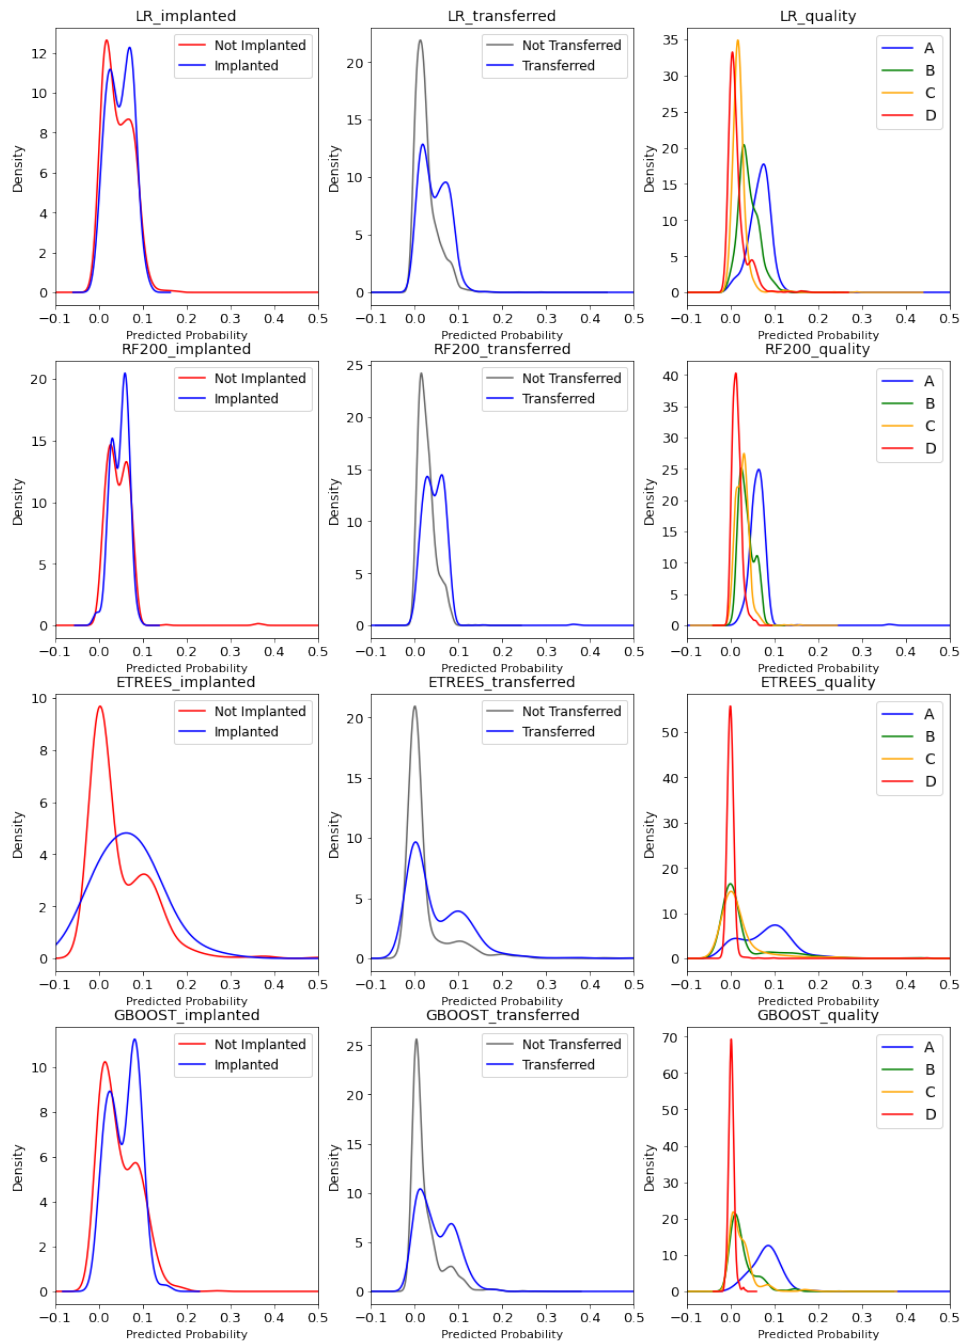 LR_implanted
Density
12
10
8
6
4
2
0
Not Implanted
Implanted
−0.1 0.0 0.1 0.2 0.3 0.4 0.5
Predicted Probability
LR_transferred
Density
20
15
10
5
0
Not Transferred
Transferred
−0.1 0.0 0.1 0.2 0.3 0.4 0.5
Predicted Probability
LR_quality
Density
35
30
25
20
15
10
5
0
A
B
C
D
−0.1 0.0 0.1 0.2 0.3 0.4 0.5
Predicted Probability
RF200_implanted
Density
20
15
10
5
0
Not Implanted
Implanted
−0.1 0.0 0.1 0.2 0.3 0.4 0.5
Predicted Probability
RF200_transferred
Density
25
20
15
10
5
0
Not Transferred
Transferred
−0.1 0.0 0.1 0.2 0.3 0.4 0.5
Predicted Probability
RF200_quality
Density
40
35
30
25
20
15
10
5
0
A
B
C
D
−0.1 0.0 0.1 0.2 0.3 0.4 0.5
Predicted Probability
ETREES_implanted
Density
10
8
6
4
2
0
Not Implanted
Implanted
−0.1 0.0 0.1 0.2 0.3 0.4 0.5
Predicted Probability
ETREES_transferred
Density
20
15
10
5
0
Not Transferred
Transferred
−0.1 0.0 0.1 0.2 0.3 0.4 0.5
Predicted Probability
ETREES_quality
Density
50
40
30
20
10
0
A
B
C
D
−0.1 0.0 0.1 0.2 0.3 0.4 0.5
Predicted Probability
GBOOST_implanted
Density
10
8
6
4
2
0
Not Implanted
Implanted
−0.1 0.0 0.1 0.2 0.3 0.4 0.5
Predicted Probability
GBOOST_transferred
Density
25
20
15
10
5
0
Not Transferred
Transferred
−0.1 0.0 0.1 0.2 0.3 0.4 0.5
Predicted Probability
GBOOST_quality
Density
70
60
50
40
30
20
10
0
A
B
C
D
−0.1 0.0 0.1 0.2 0.3 0.4 0.5
Predicted Probability